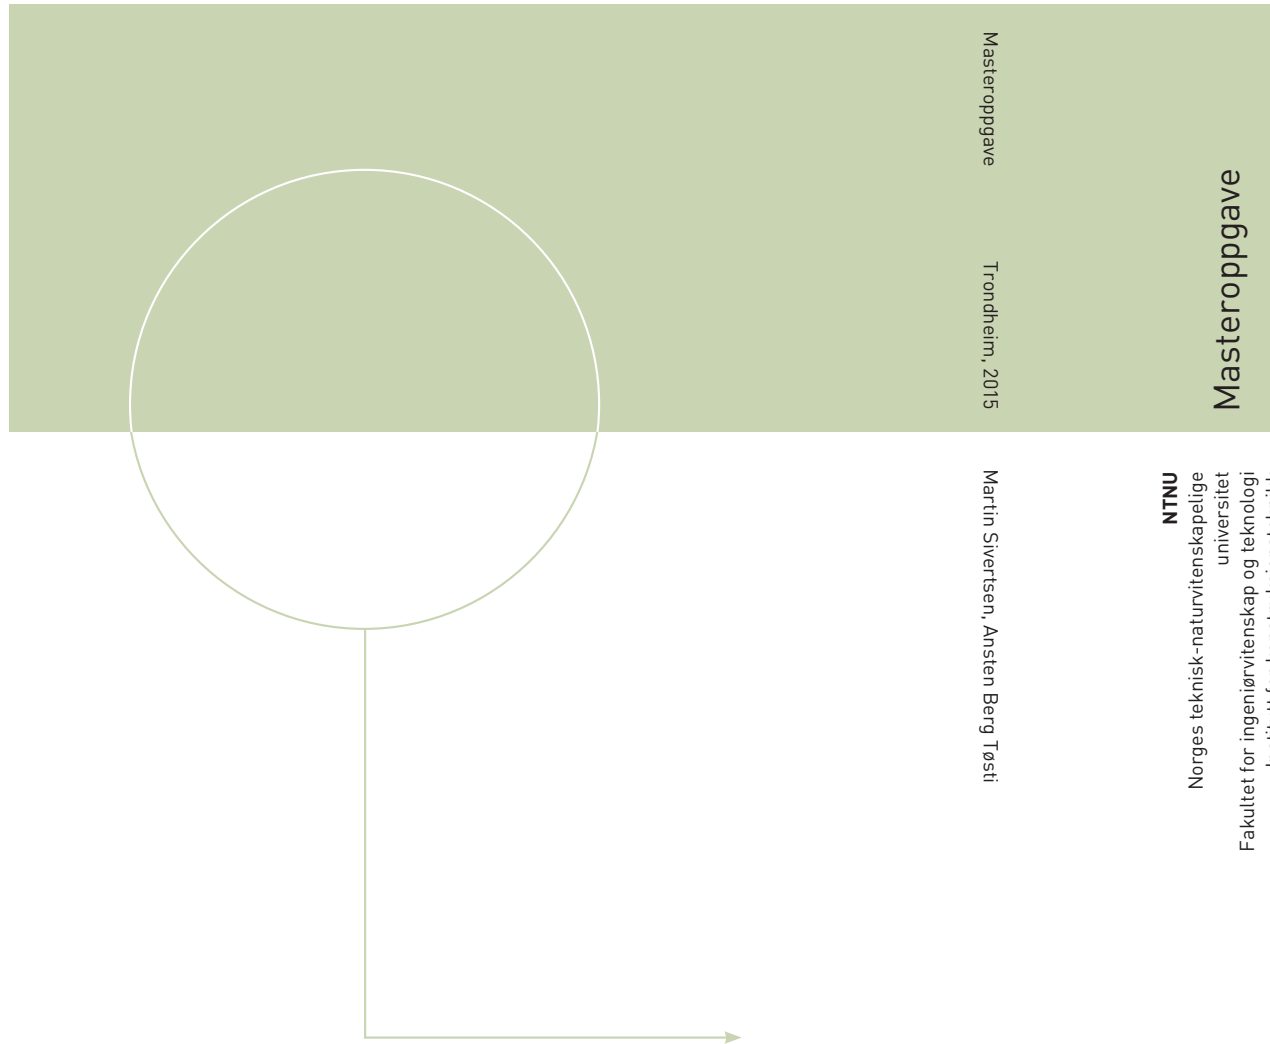 Masteroppgave
Trondheim, 2015
Martin Sivertsen, Ansten Berg Tøsti
Masteroppgave
NTNU
Norges teknisk-naturvitenskapelige
universitet
Fakultet for ingeniørvitenskap og teknologi